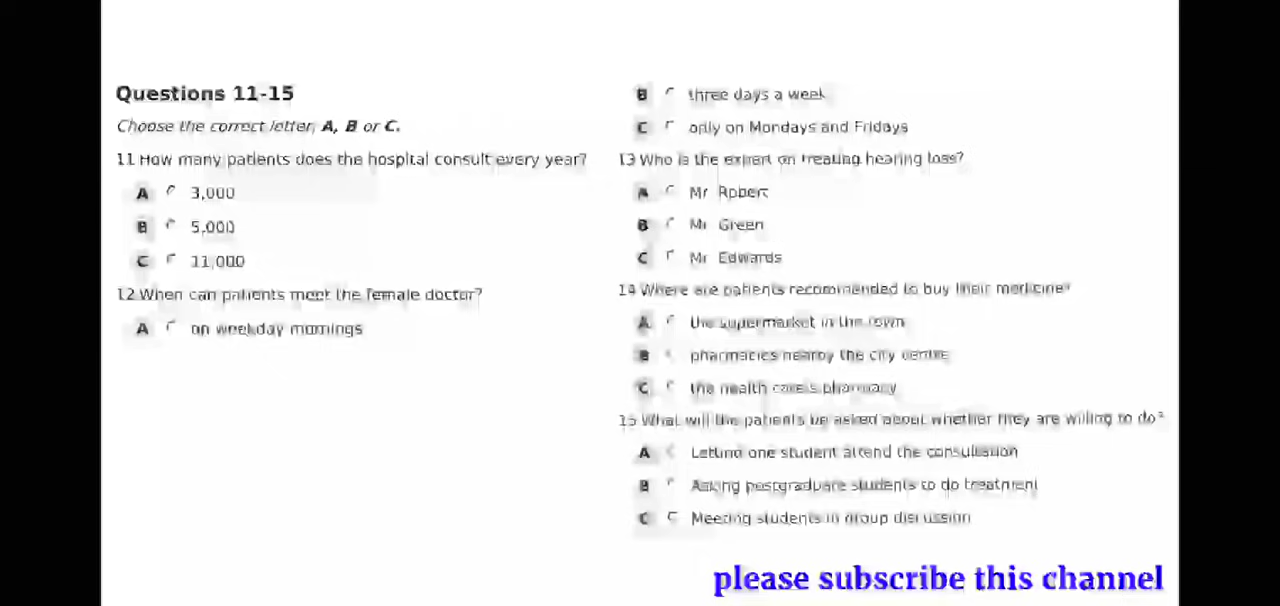 Questions 11-15
Choose the correct letter, A, B or C.
11 How many patients does the hospital consult every year?
A 3,000
B 5,000
C 11,000
12 When can patients meet the female doctor?
A on weekday mornings
B three days a week
C only on Mondays and Fridays
13 Who is the expert on treating hearing loss?
A Mr Robert
B Mr Green
C Mr Edwards
14 Where are patients recommended to buy their medicine?
A the supermarket in the town
B pharmacies nearby the city centre
C the health care's pharmacy
15 What will the patients be asked about whether they are willing to do?
A Letting one student attend the consultation
B Asking postgraduate students to do treatment
C Meeting students in group discussion
please subscribe this channel